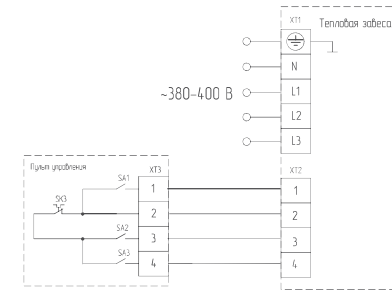 XT1 Тепловая завеса
N
~380-400 В L1
L2
L3
Пульт управления
XT3 XT2
SA1 1 1
SK3
2 2
SA2 3 3
SA3 4 4